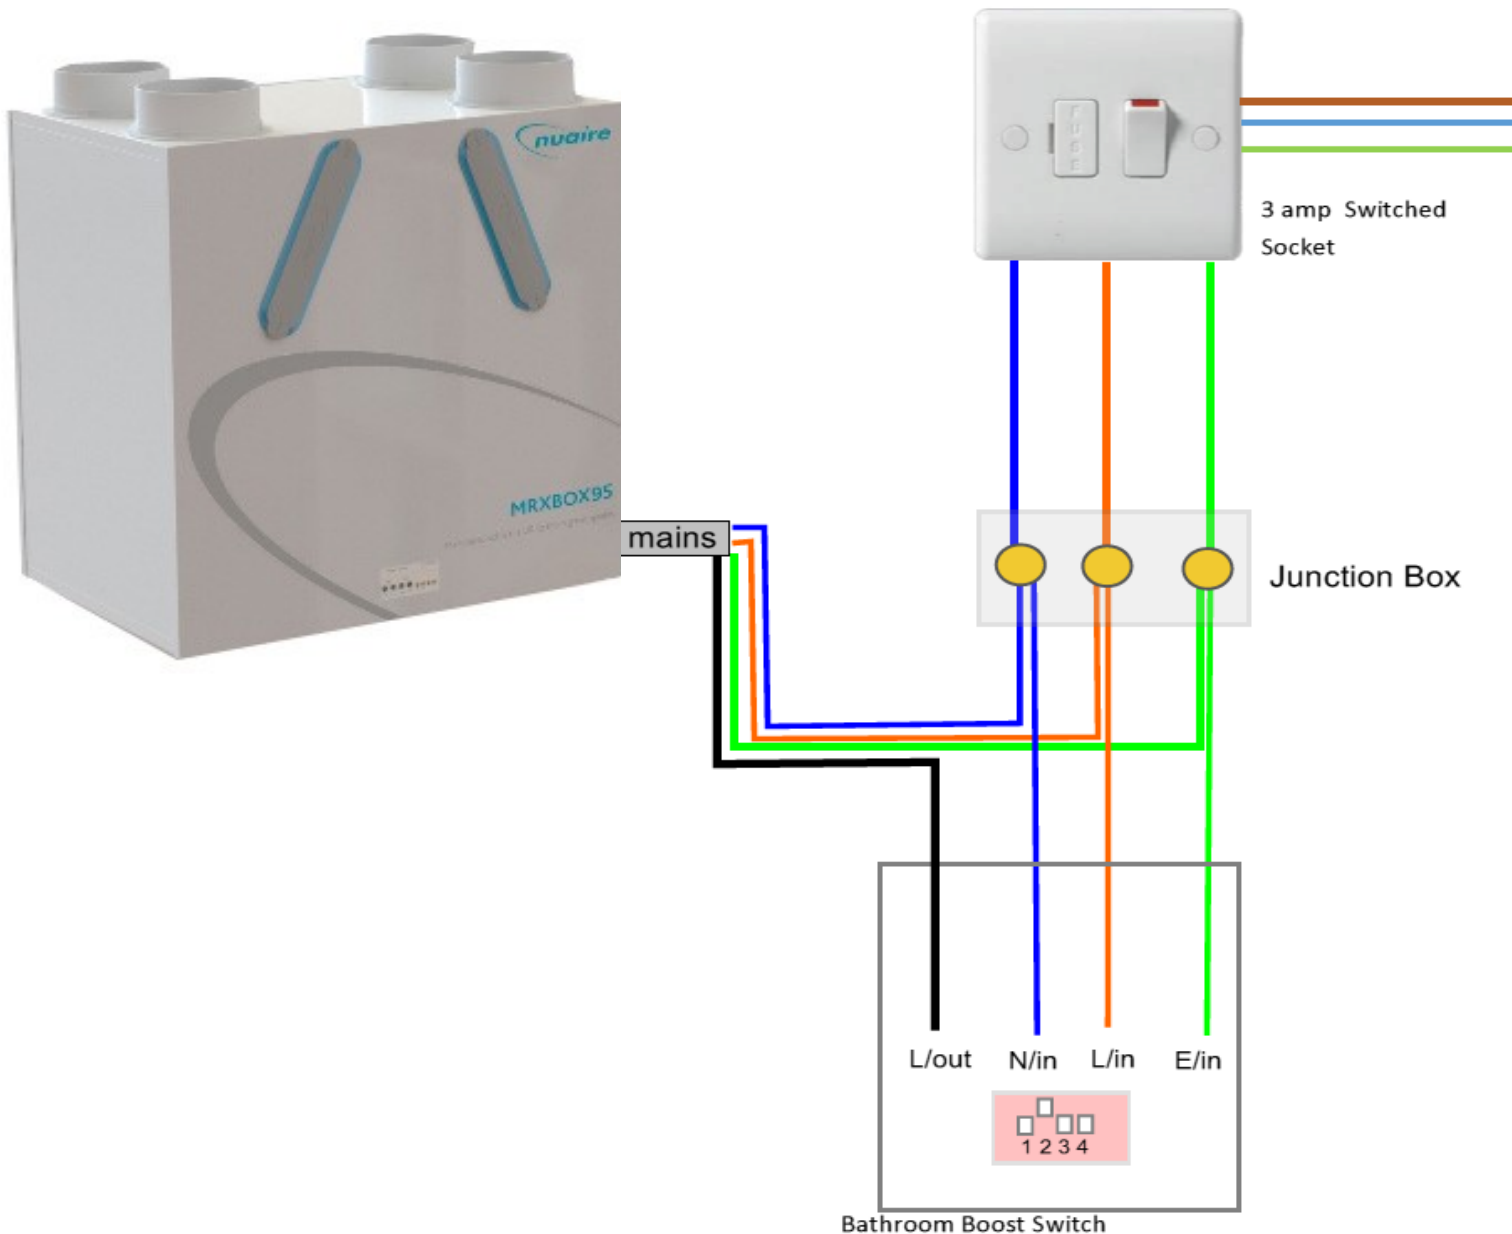 nuaire
3 amp Switched
Socket
MRXBOX95
mains
Junction Box
L/out N/in L/in E/in
1 2 3 4
Bathroom Boost Switch